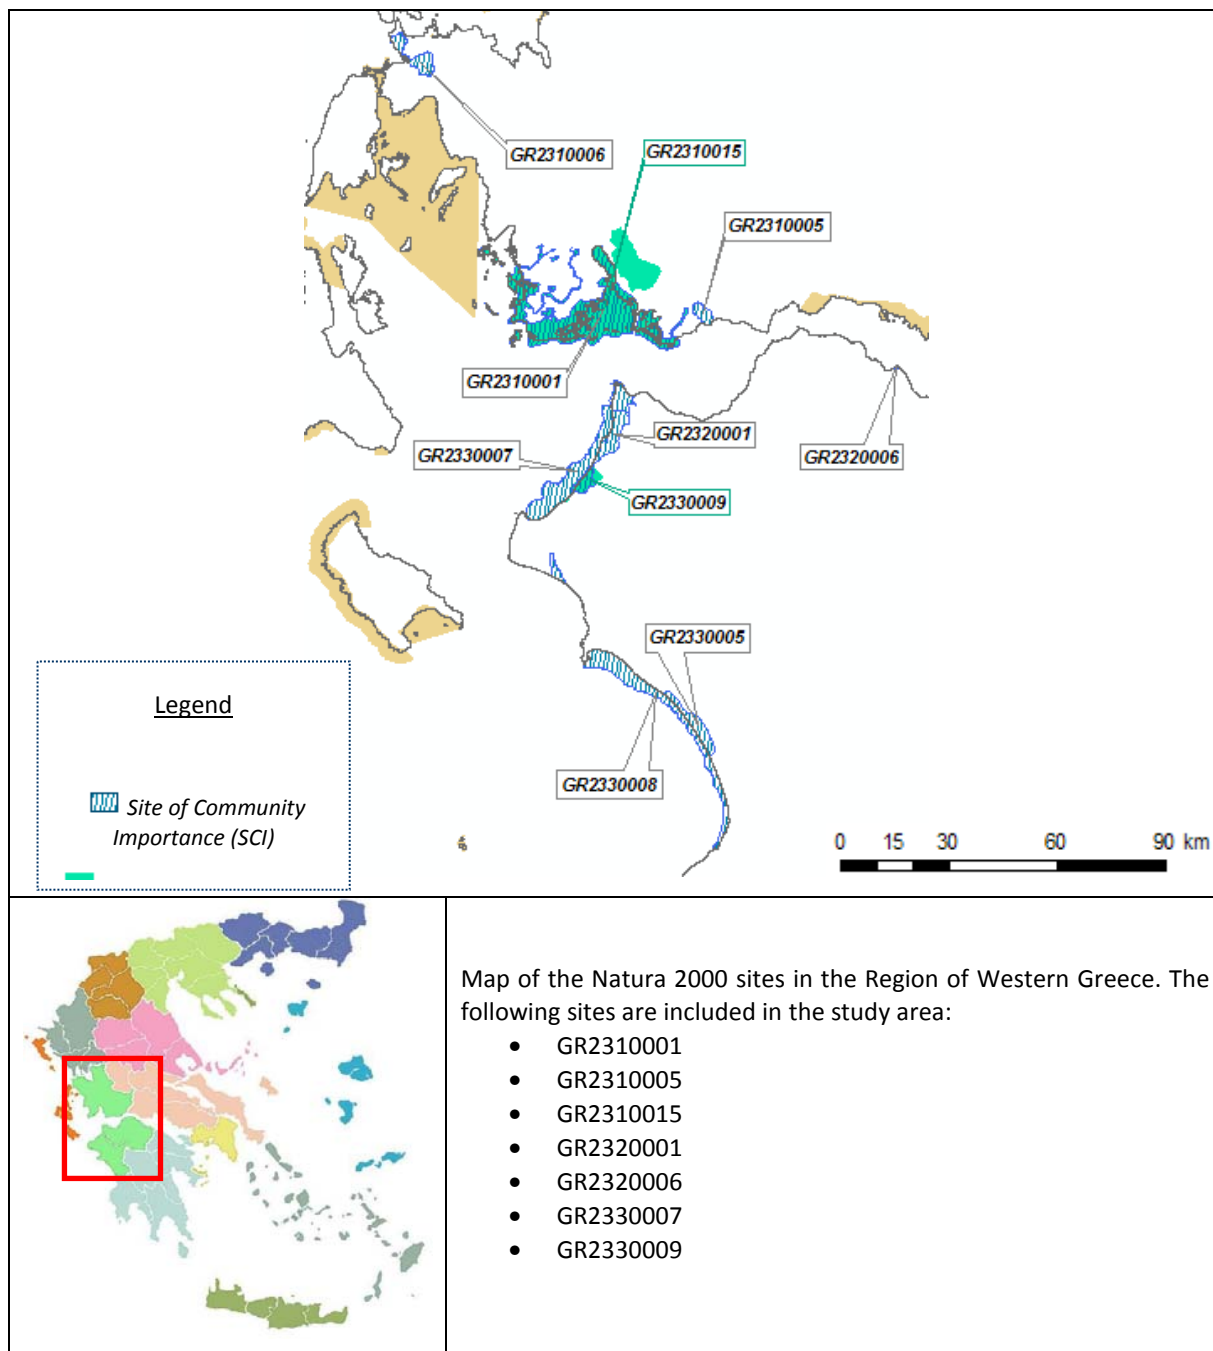 GR2310006
GR2310015
GR2310005
GR2310001
GR2320001
GR2330007
GR2320006
GR2330009
GR2330005
GR2330008
Legend
Site of Community
Importance (SCI)
0 15 30 60 90 km
Map of the Natura 2000 sites in the Region of Western Greece. The
following sites are included in the study area:
• GR2310001
• GR2310005
• GR2310015
• GR2320001
• GR2320006
• GR2330007
• GR2330009